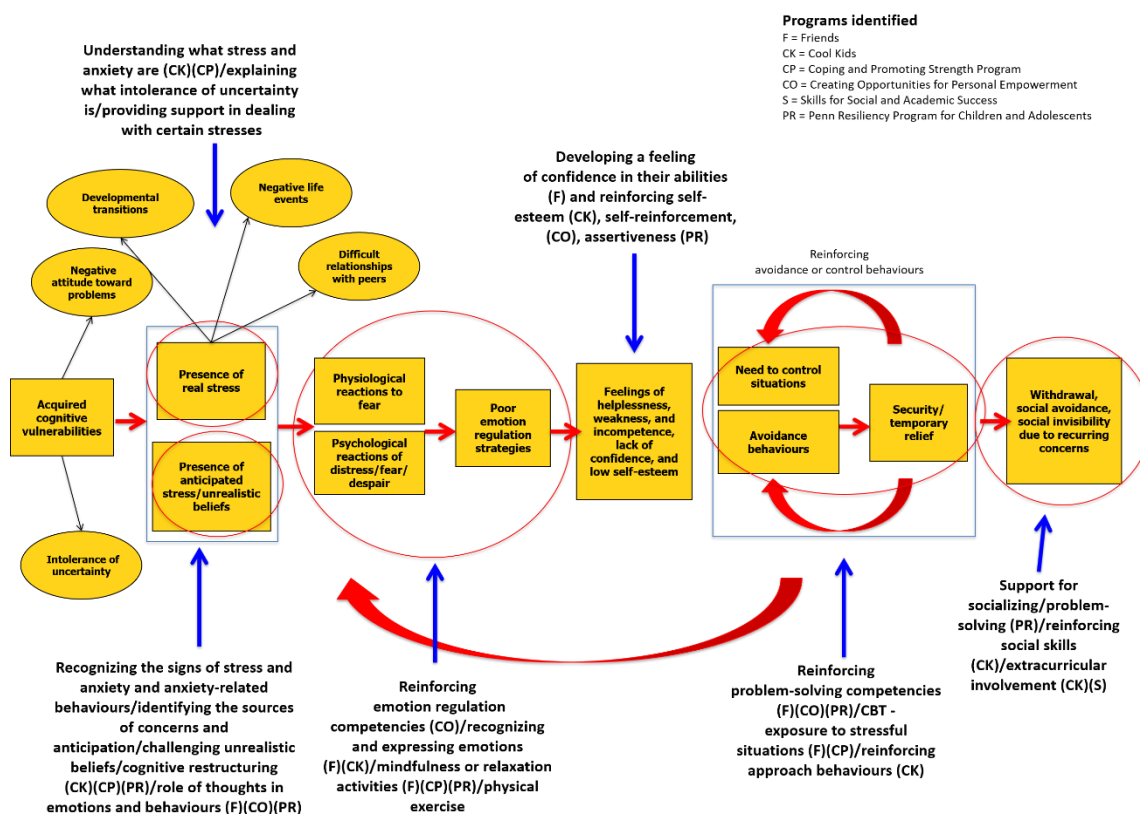 Programs identified
F = Friends
CK = Cool Kids
CP = Coping and Promoting Strength Program
CO = Creating Opportunities for Personal Empowerment
S = Skills for Social and Academic Success
PR = Penn Resiliency Program for Children and Adolescents
Understanding what stress and
anxiety are (CK)(CP)/explaining
what intolerance of uncertainty
is/providing support in dealing
with certain stresses
Developing a feeling
of confidence in their abilities
(F) and reinforcing self-
esteem (CK), self-reinforcement,
(CO), assertiveness (PR)
Developmental
transitions
Negative life
events
Negative
attitude toward
problems
Difficult
relationships
with peers
Reinforcing
avoidance or control behaviours
Acquired
cognitive
vulnerabilities
Presence of
real stress
Presence of
anticipated
stress/unrealistic
beliefs
Intolerance of
uncertainty
Physiological
reactions to
fear
Psychological
reactions of
distress/fear/
despair
Poor
emotion
regulation
strategies
Feelings of
helplessness,
weakness, and
incompetence,
lack of
confidence, and
low self-esteem
Need to control
situations
Avoidance
behaviours
Security/
temporary
relief
Withdrawal,
social avoidance,
social invisibility
due to recurring
concerns
Recognizing the signs of stress and
anxiety and anxiety-related
behaviours/identifying the sources
of concerns and
anticipation/challenging unrealistic
beliefs/cognitive restructuring
(CK)(CP)(PR)/role of thoughts in
emotions and behaviours (F)(CO)(PR)
Reinforcing
emotion regulation
competencies (CO)/recognizing
and expressing emotions
(F)(CK)/mindfulness or relaxation
activities (F)(CP)(PR)/physical
exercise
Reinforcing
problem-solving competencies
(F)(CO)(PR)/CBT -
exposure to stressful
situations (F)(CP)/reinforcing
approach behaviours (CK)
Support for
socializing/problem-
solving (PR)/reinforcing
social skills
(CK)/extracurricular
involvement (CK)(S)